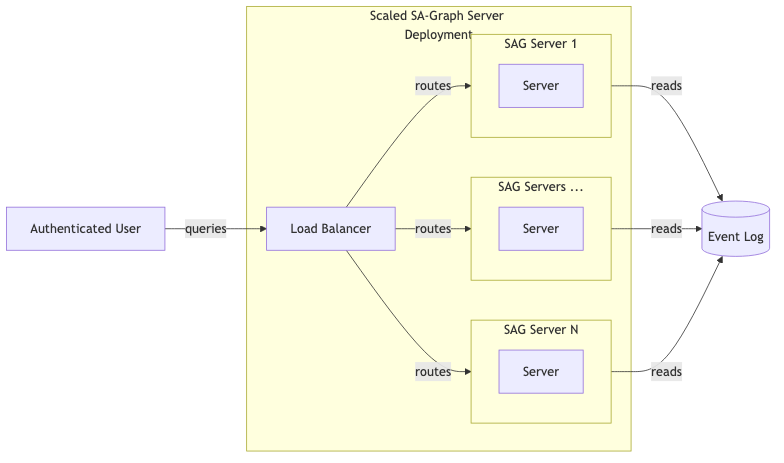 Scaled SA-Graph Server
Deployment
SAG Server 1
Server
routes
reads
SAG Servers ...
Authenticated User
queries
Load Balancer
routes
Server
reads
Event Log
SAG Server N
routes
Server
reads